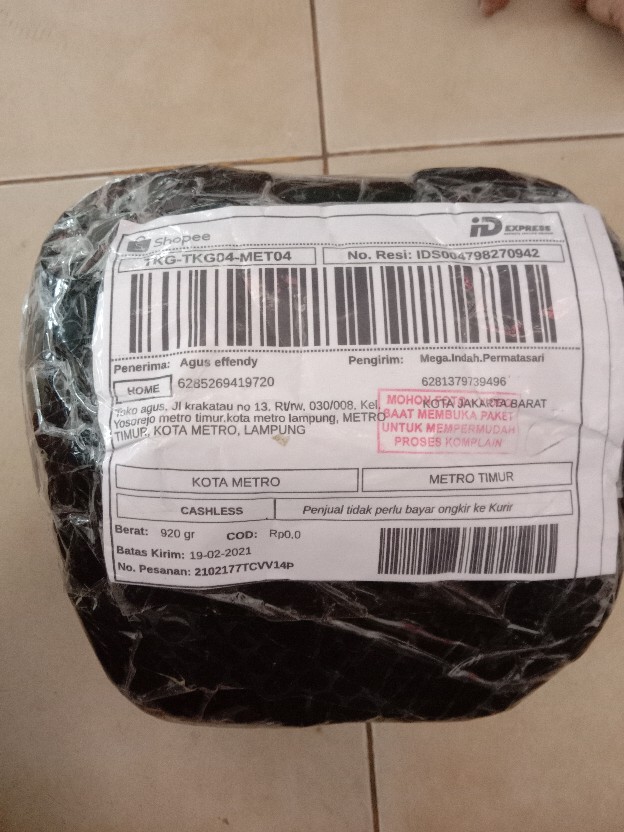 Shopee
iD EXPRESS
TKG-TKG04-MET04
No. Resi: IDS004798270942
Penerima: Agus effendy
Pengirim: Mega.Indah.Permatasari
HOME
6285269419720
6281379739496
KOTA JAKARTA BARAT
Toko agus, Jl krakatau no 13, Rt/rw, 030/008, Kel.
Yosorejo metro timur,kota metro lampung, METRO
TIMUR, KOTA METRO, LAMPUNG
MOHON
SAAT MEMBUKA PAKET
UNTUK MEMPERMUDAH
PROSES KOMPLAIN
KOTA METRO
METRO TIMUR
CASHLESS
Penjual tidak perlu bayar ongkir ke Kurir
Berat: 920 gr
COD: Rp0,0
Batas Kirim: 19-02-2021
No. Pesanan: 2102177TCVV14P